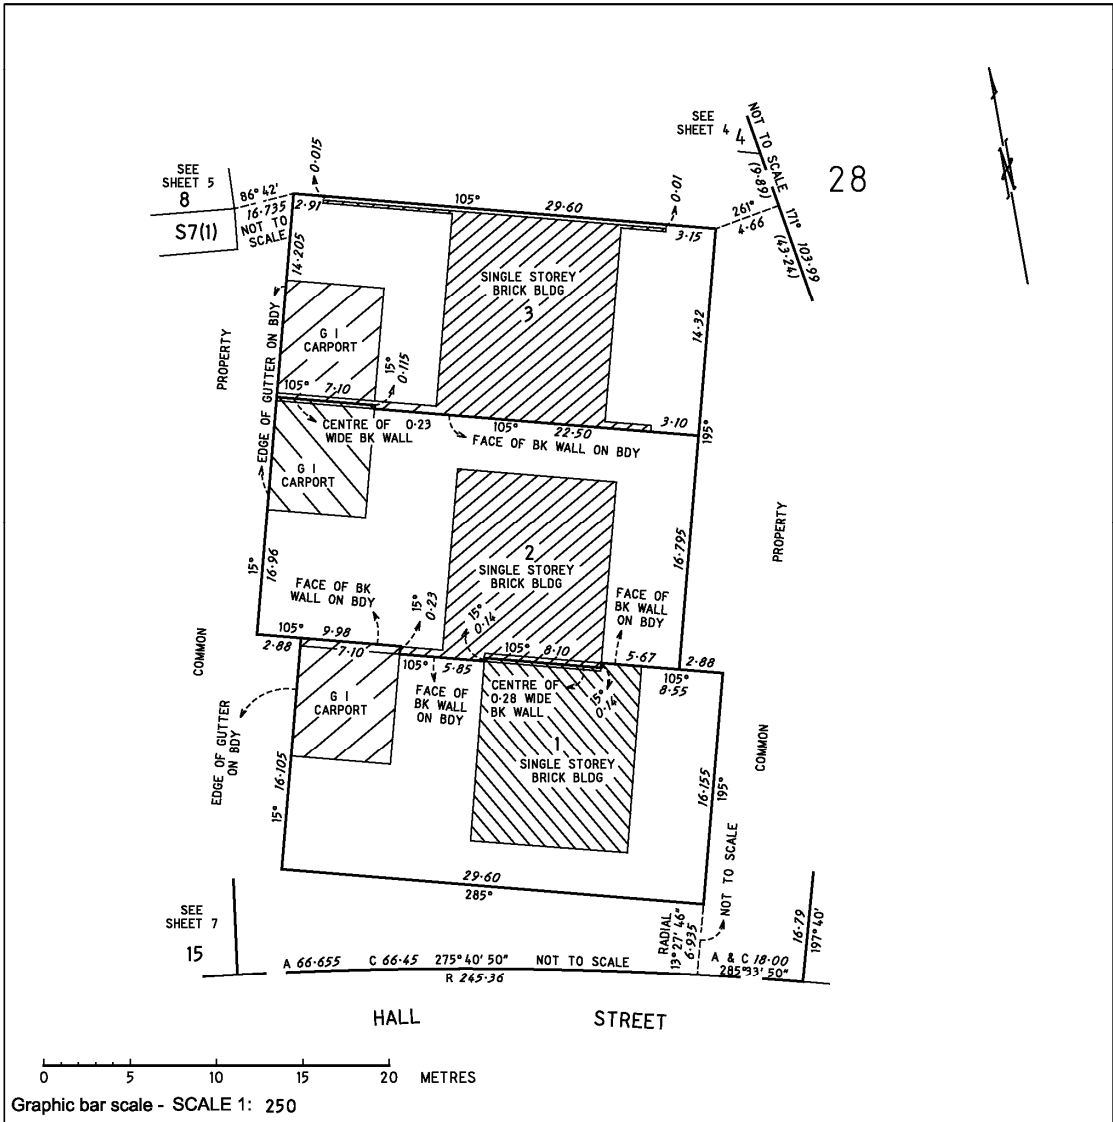 SEE
SHEET 4
4
NOT TO SCALE
(9·89)
171°
103·99
(43·24)
28
0·015
SEE
SHEET 5
8
S7(1)
86° 42'
16·735
NOT TO
SCALE
2·91
105°
29·60
0·01
3·15
261°
4·66
14·205
SINGLE STOREY
BRICK BLDG
3
G I
CARPORT
14·32
PROPERTY
EDGE OF GUTTER ON BDY
105°
7·10
15°
0·115
CENTRE OF 0·23
WIDE BK WALL
105°
22·50
3·10
195°
FACE OF BK WALL ON BDY
G I
CARPORT
PROPERTY
2
SINGLE STOREY
BRICK BLDG
16·795
15°
16·96
FACE OF BK
WALL ON BDY
15°
0·23
15°
0·14
FACE OF
BK WALL
ON BDY
COMMON
105°
9·98
2·88
7·10
105°
5·85
105°
8·10
5·67
2·88
105°
8·55
G I
CARPORT
FACE OF
BK WALL
ON BDY
CENTRE OF
0·28 WIDE
BK WALL
15°
0·141
EDGE OF GUTTER
ON BDY
1
SINGLE STOREY
BRICK BLDG
COMMON
15°
16·105
16·155
195°
29·60
285°
NOT TO SCALE
SEE
SHEET 7
15
RADIAL
13° 27' 46"
6·935
16·79
197° 40'
A 66·655
C 66·45
275° 40' 50"
NOT TO SCALE
R 245·36
A & C 18·00
285° 33' 50"
HALL STREET
0 5 10 15 20 METRES
Graphic bar scale - SCALE 1: 250